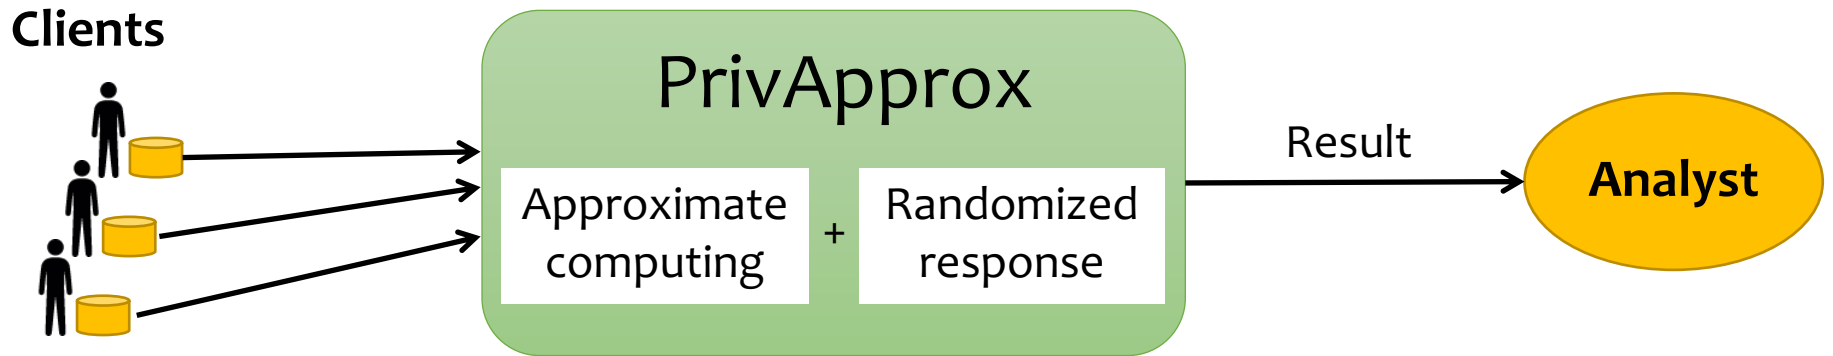 Clients
PrivApprox
Approximate
computing
+
Randomized
response
Result
Analyst